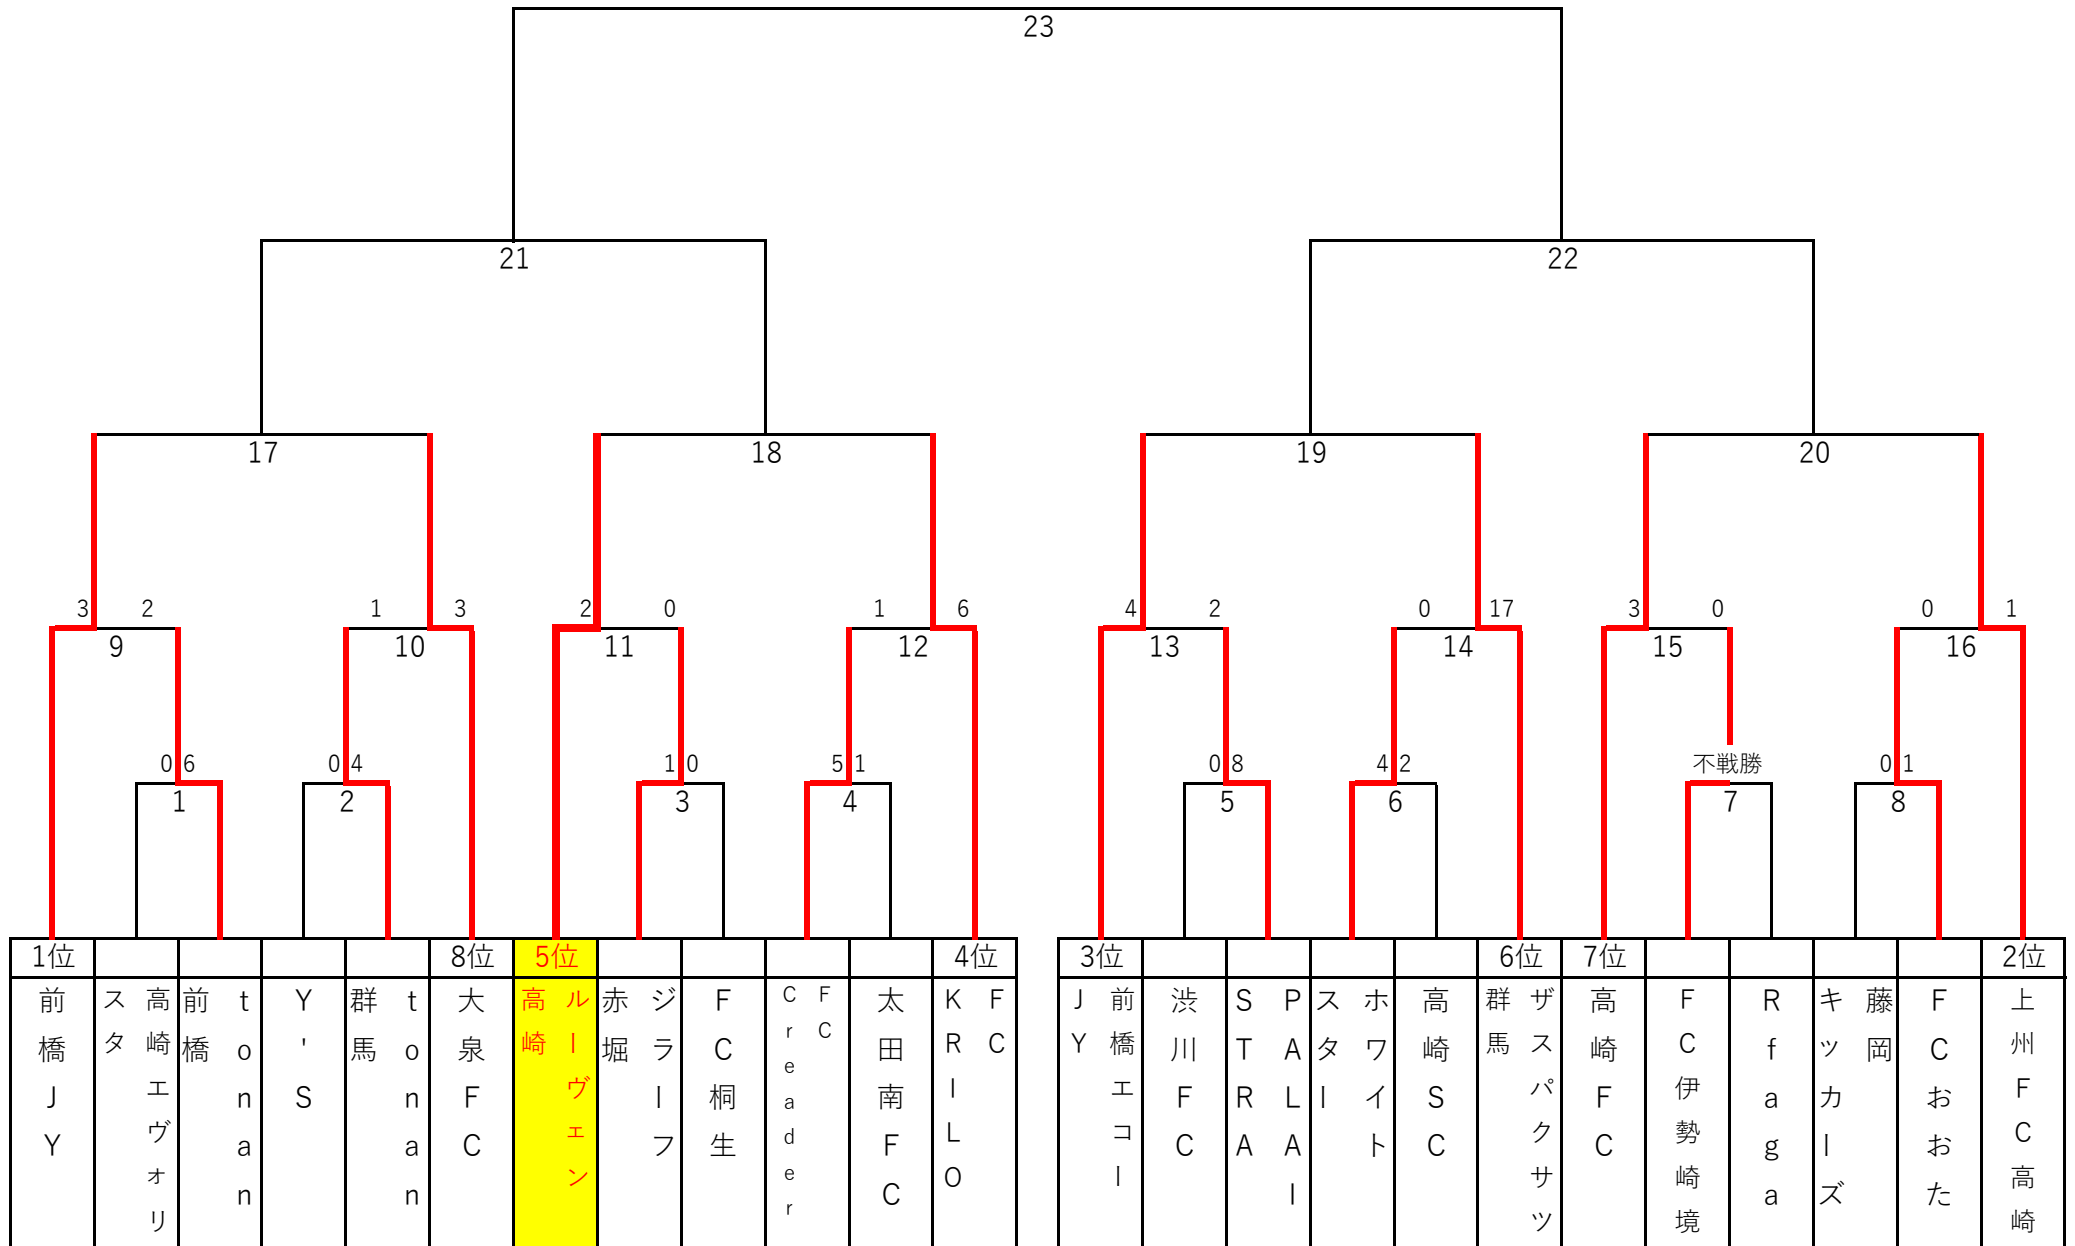 23
21
22
17
18
19
20
3 2
1 3
2 0
1 6
4 2
0 17
3 0
0 1
9
10
11
12
13
14
15
16
0 6
0 4
1 0
5 1
0 8
4 2
不戦勝
0 1
1
2
3
4
5
6
7
8
1位
8位
5位
4位
3位
6位
7位
2位
前橋JY
高崎エヴォリ
スタ
tonan
前橋
Y'S
tonan
群馬
大泉FC
ルーヴェン
高崎
ジラーフ
赤堀
FC桐生
FC
Creader
太田南FC
FC
KRILO
前橋エコー
JY
渋川FC
PALAI
STRA
ホワイト
スター
高崎SC
ザスパクサツ
群馬
高崎FC
FC伊勢崎境
Rfaga
藤岡
キッカーズ
FCおおた
上州FC高崎